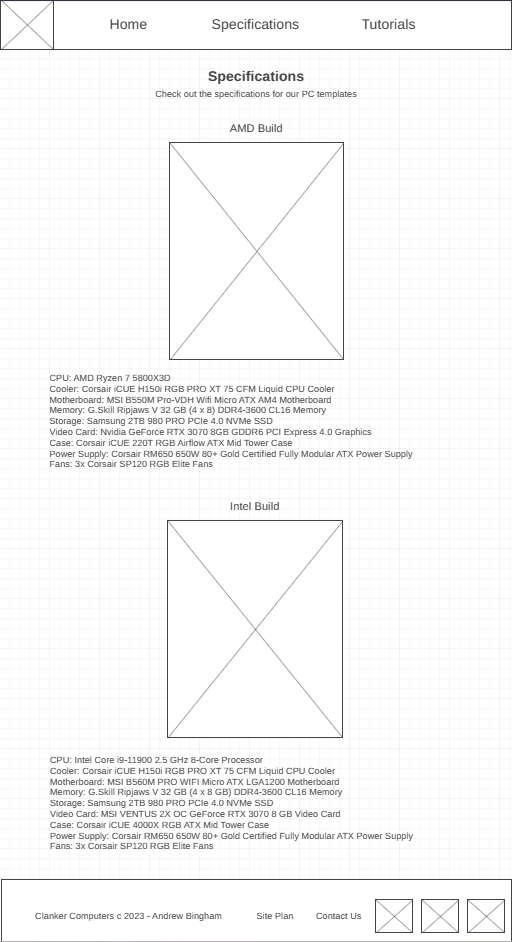 Home Specifications Tutorials
Specifications
Check out the specifications for our PC templates
AMD Build
CPU: AMD Ryzen 7 5800X3D
Cooler: Corsair iCUE H150i RGB PRO XT 75 CFM Liquid CPU Cooler
Motherboard: MSI B550M Pro-VDH Wifi Micro ATX AM4 Motherboard
Memory: G.Skill Ripjaws V 32 GB (4 x 8) DDR4-3600 CL16 Memory
Storage: Samsung 2TB 980 PRO PCIe 4.0 NVMe SSD
Video Card: Nvidia GeForce RTX 3070 8GB GDDR6 PCI Express 4.0 Graphics
Case: Corsair iCUE 220T RGB Airflow ATX Mid Tower Case
Power Supply: Corsair RM650 650W 80+ Gold Certified Fully Modular ATX Power Supply
Fans: 3x Corsair SP120 RGB Elite Fans
Intel Build
CPU: Intel Core i9-11900 2.5 GHz 8-Core Processor
Cooler: Corsair iCUE H150i RGB PRO XT 75 CFM Liquid CPU Cooler
Motherboard: MSI B560M PRO WIFI Micro ATX LGA1200 Motherboard
Memory: G.Skill Ripjaws V 32 GB (4 x 8 GB) DDR4-3600 CL16 Memory
Storage: Samsung 2TB 980 PRO PCIe 4.0 NVMe SSD
Video Card: MSI VENTUS 2X OC GeForce RTX 3070 8 GB Video Card
Case: Corsair iCUE 4000X RGB ATX Mid Tower Case
Power Supply: Corsair RM650 650W 80+ Gold Certified Fully Modular ATX Power Supply
Fans: 3x Corsair SP120 RGB Elite Fans
Clanker Computers c 2023 - Andrew Bingham Site Plan Contact Us